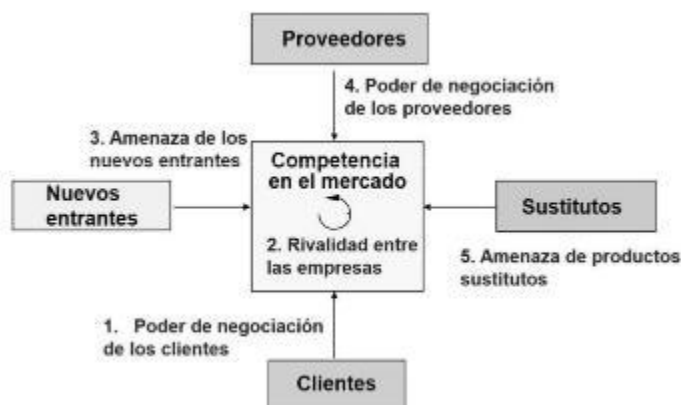 Proveedores
4. Poder de negociación
de los proveedores
3. Amenaza de los
nuevos entrantes
Competencia
en el mercado
Nuevos
entrantes
Sustitutos
2. Rivalidad entre
las empresas
5. Amenaza de productos
sustitutos
1. Poder de negociación
de los clientes
Clientes